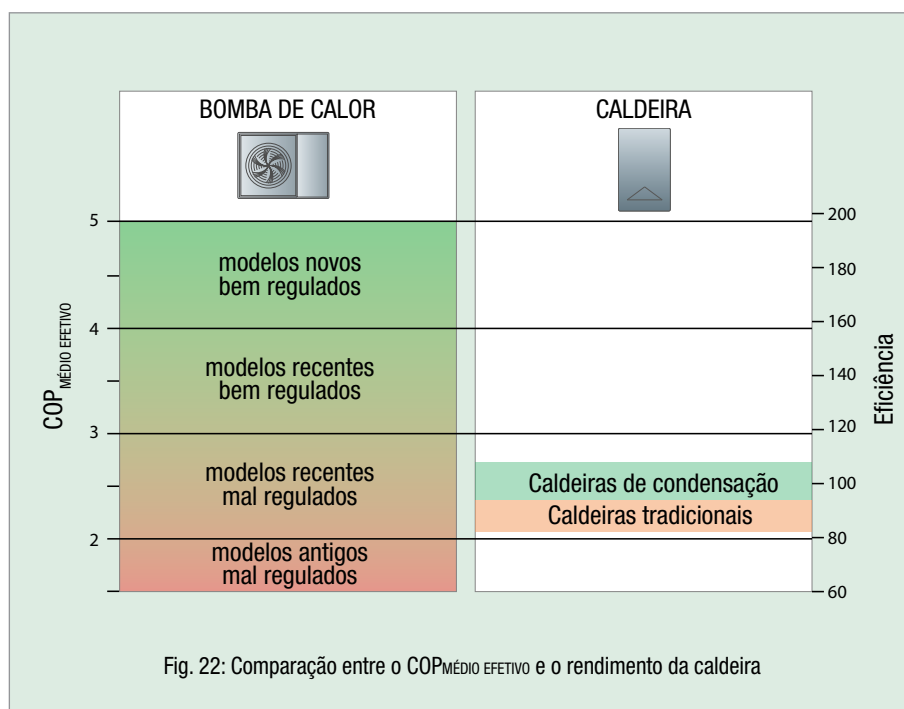 BOMBA DE CALOR
CALDEIRA
COP MÉDIO EFETIVO
5
4
3
2
modelos novos
bem regulados
modelos recentes
bem regulados
modelos recentes
mal regulados
modelos antigos
mal regulados
Caldeiras de condensação
Caldeiras tradicionais
200
180
160
140
120
100
80
60
Eficiência
Fig. 22: Comparação entre o COPMÉDIO EFETIVO e o rendimento da caldeira